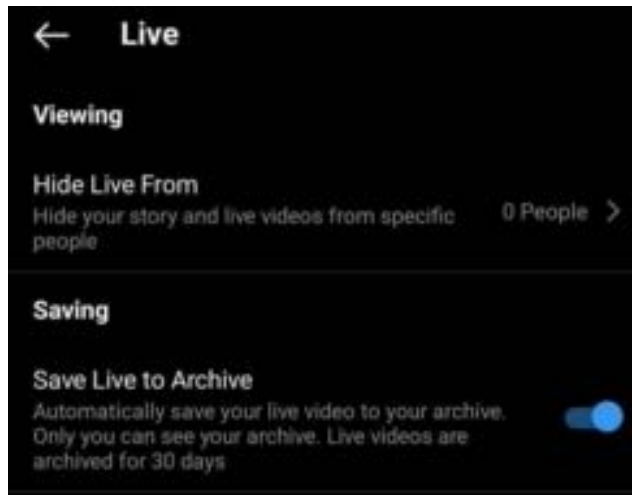 Live
Viewing
Hide Live From
Hide your story and live videos from specific
people
0 People
Saving
Save Live to Archive
Automatically save your live video to your archive.
Only you can see your archive. Live videos are
archived for 30 days